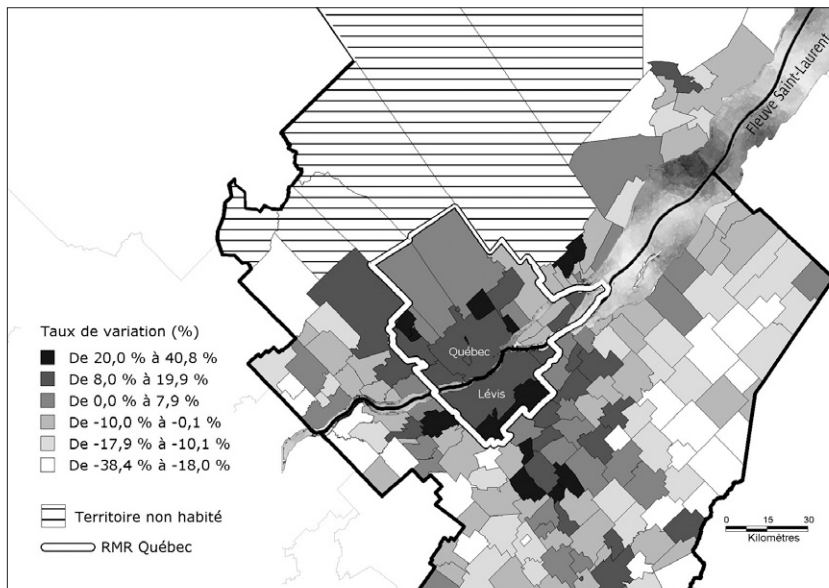 Fleuve Saint-Laurent
Québec
Lévis
Taux de variation (%)
De 20,0 % à 40,8 %
De 8,0 % à 19,9 %
De 0,0 % à 7,9 %
De -10,0 % à -0,1 %
De -17,9 % à -10,1 %
De -38,4 % à -18,0 %
Territoire non habité
RMR Québec
0 15 30
Kilomètres